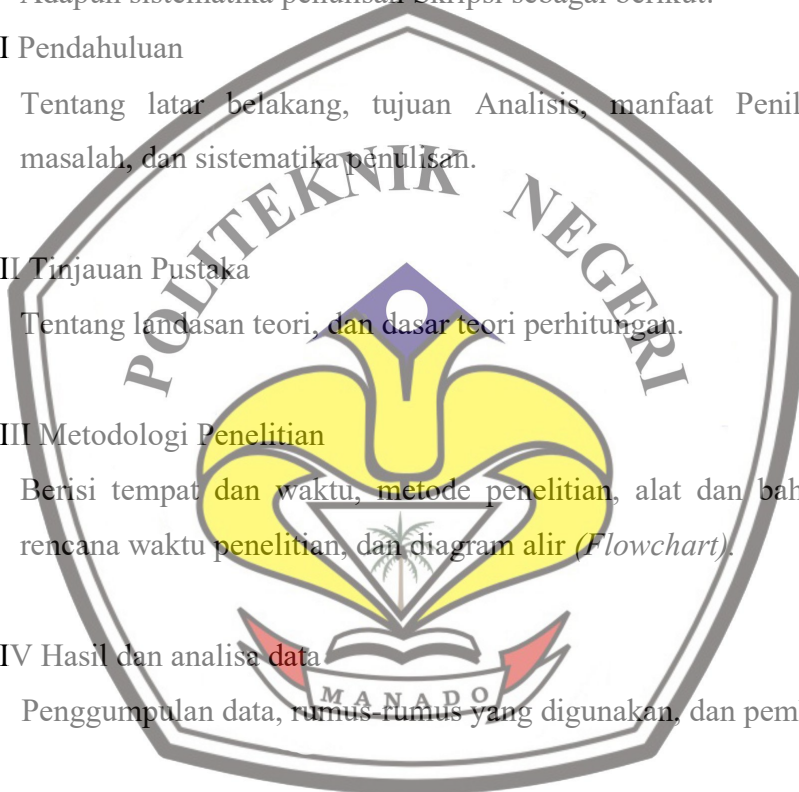 Adapun sistematika penulisan Skripsi sebagai berikut:
I Pendahuluan
Tentang latar belakang, tujuan Analisis, manfaat
masalah, dan sistematika penulisan.
POLITEKNIK NEGERI
II Tinjauan Pustaka
Tentang landasan teori, dan dasar teori perhitungan.
III Metodologi Penelitian
Berisi tempat dan waktu, metode penelitian, alat dan
rencana waktu penelitian, dan diagram alir (Flowchart).
IV Hasil dan analisa data
MANADO
Penggumpulan data, rumus-rumus yang digunakan, dan